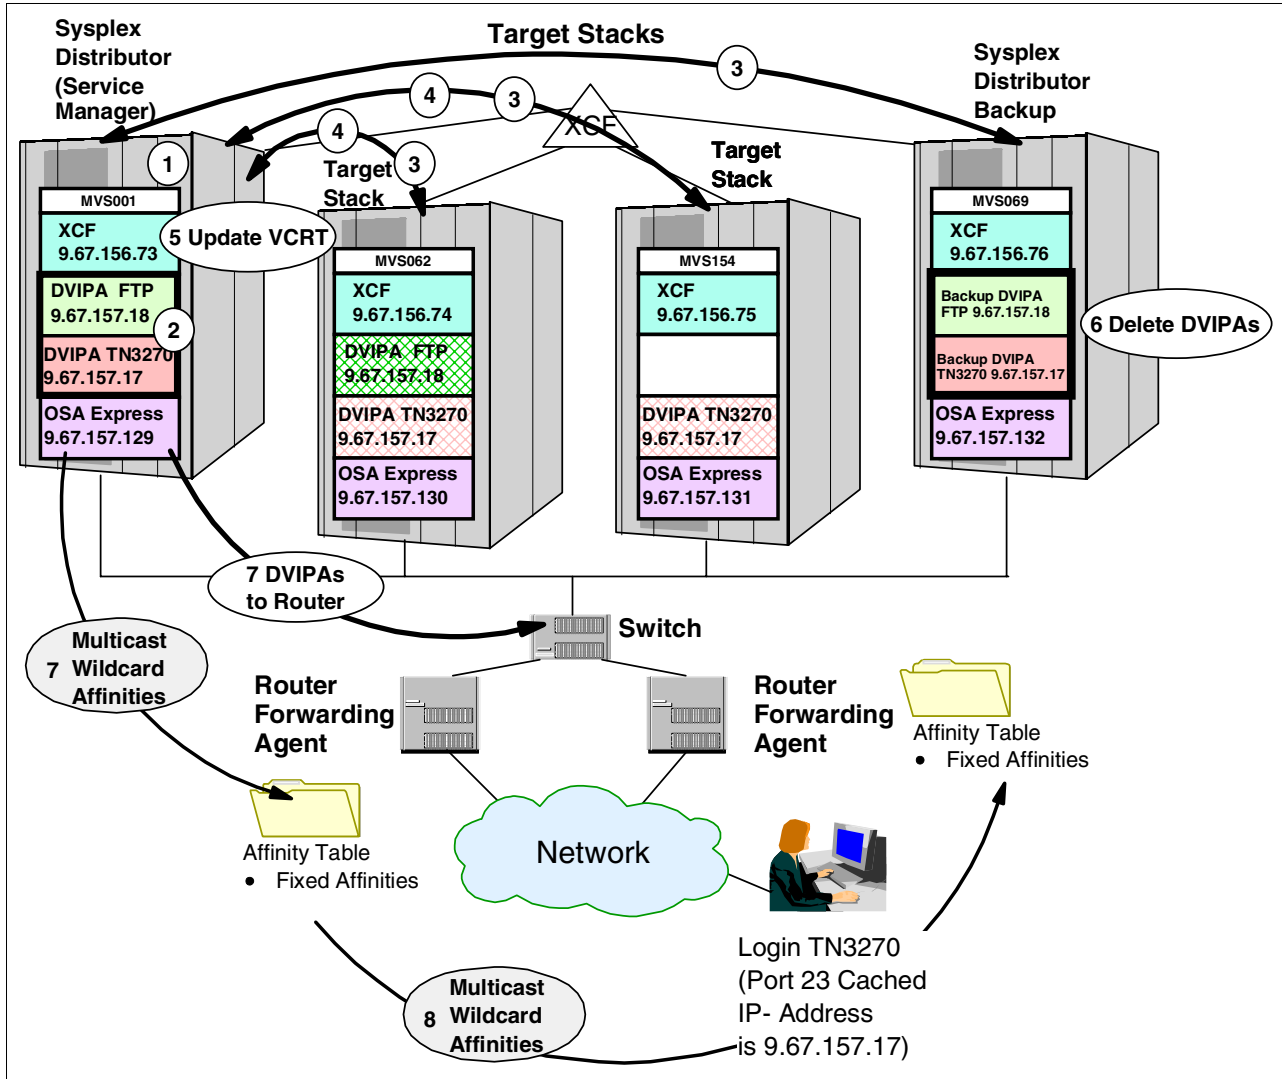 Sysplex
Distributor
(Service
Manager)
Target Stacks
Sysplex
Distributor
Backup
3
4
3
4
3
XCF
1
Target
Stack
Target
Stack
MVS001
XCF
9.67.156.73
DVIPA FTP
9.67.157.18
2
DVIPA TN3270
9.67.157.17
OSA Express
9.67.157.129
5 Update VCRT
MVS062
XCF
9.67.156.74
DVIPA FTP
9.67.157.18
DVIPA TN3270
9.67.157.17
OSA Express
9.67.157.130
MVS154
XCF
9.67.156.75
DVIPA TN3270
9.67.157.17
OSA Express
9.67.157.131
MVS069
XCF
9.67.156.76
Backup DVIPA
FTP 9.67.157.18
Backup DVIPA
TN3270 9.67.157.17
OSA Express
9.67.157.132
6 Delete DVIPAs
7 DVIPAs
to Router
Switch
7 Multicast
Wildcard
Affinities
Router
Forwarding
Agent
Router
Forwarding
Agent
Affinity Table
• Fixed Affinities
Affinity Table
• Fixed Affinities
Network
Login TN3270
(Port 23 Cached
IP- Address
is 9.67.157.17)
8 Multicast
Wildcard
Affinities